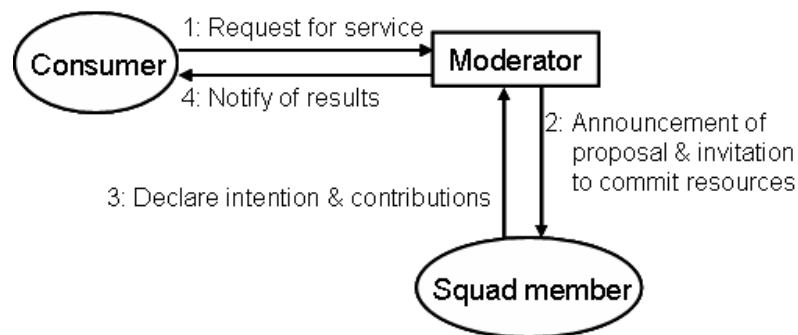 1: Request for service
Consumer
Moderator
4: Notify of results
2: Announcement of
proposal & invitation
to commit resources
3: Declare intention & contributions
Squad member